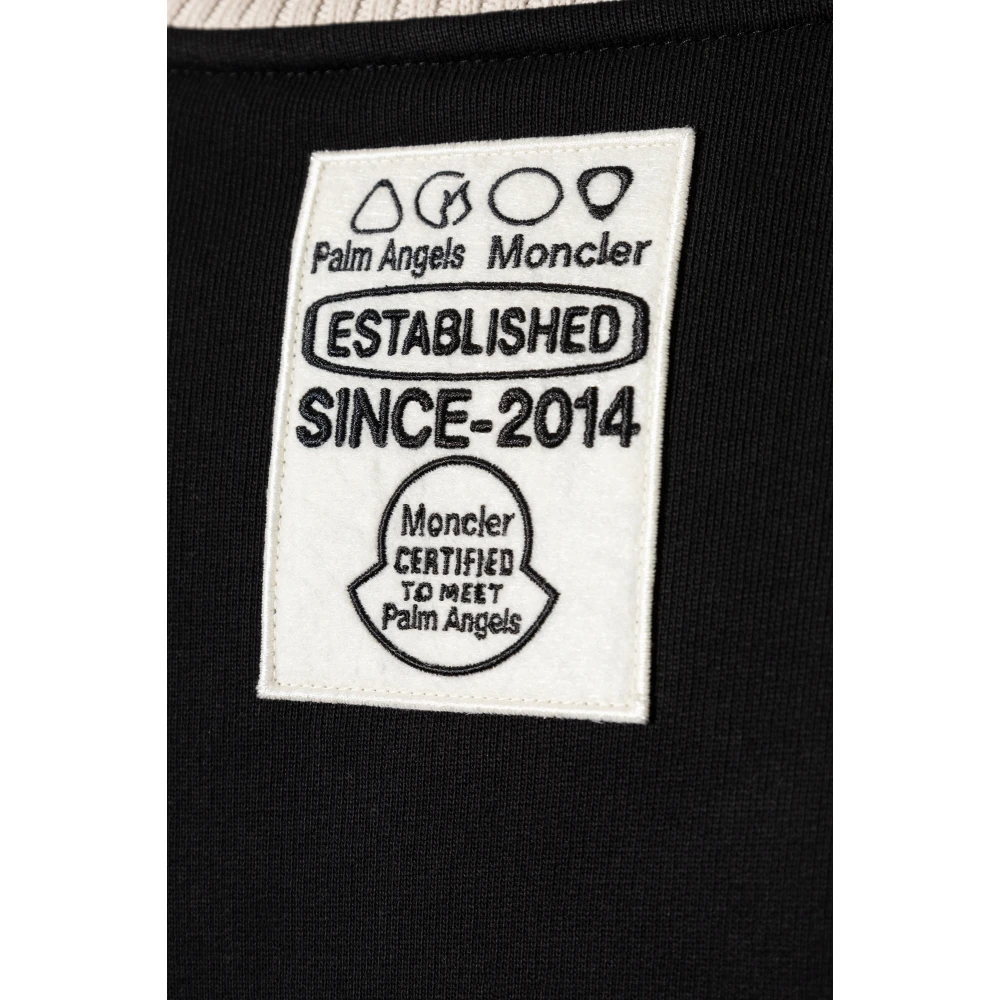 Palm Angels Moncler
ESTABLISHED
SINCE-2014
Moncler
CERTIFIED
TO MEET
Palm Angels